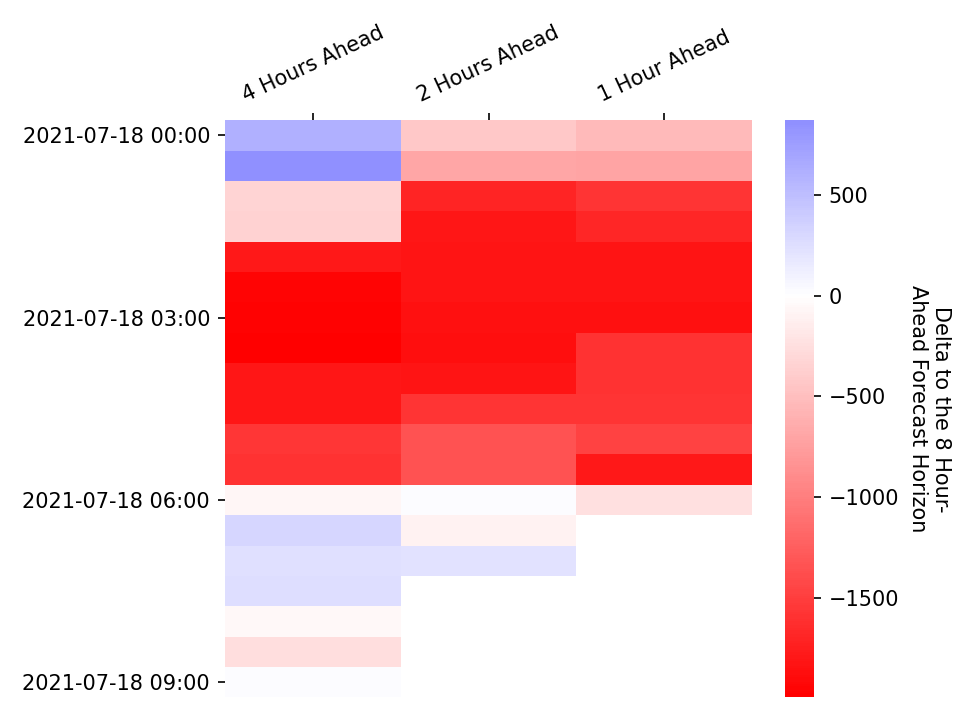 4 Hours Ahead
2 Hours Ahead
1 Hour Ahead
2021-07-18 00:00
2021-07-18 03:00
2021-07-18 06:00
2021-07-18 09:00
500
0
−500
−1000
−1500
Delta to the 8 Hour-
Ahead Forecast Horizon